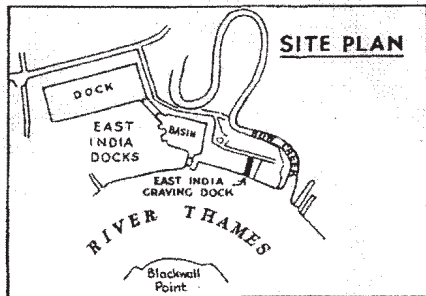 SITE PLAN
DOCK
EAST
INDIA
DOCKS
BASIN
BOW CREEK
EAST INDIA
GRAVING DOCK
RIVER THAMES
Blackwall
Point